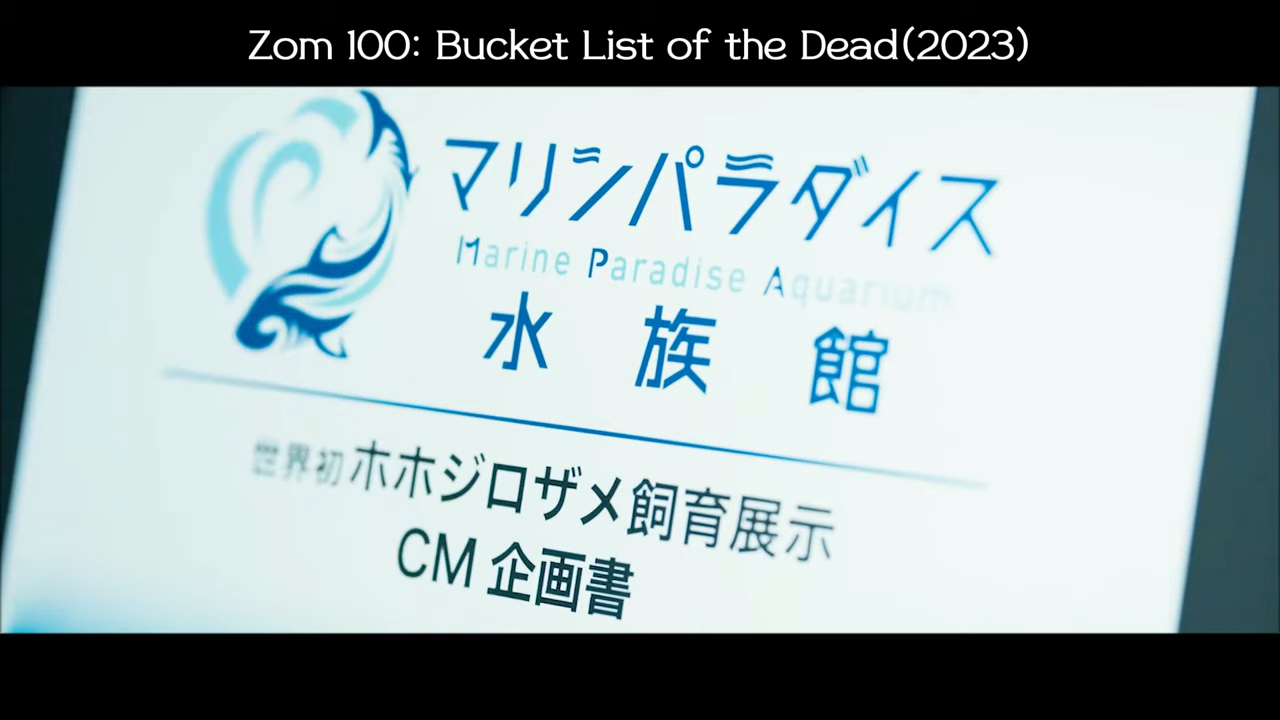 Zom 100: Bucket List of the Dead(2023)
マリンパラダイス
Marine Paradise Aquarium
水族館
世界初ホホジロザメ飼育展示
CM 企画書